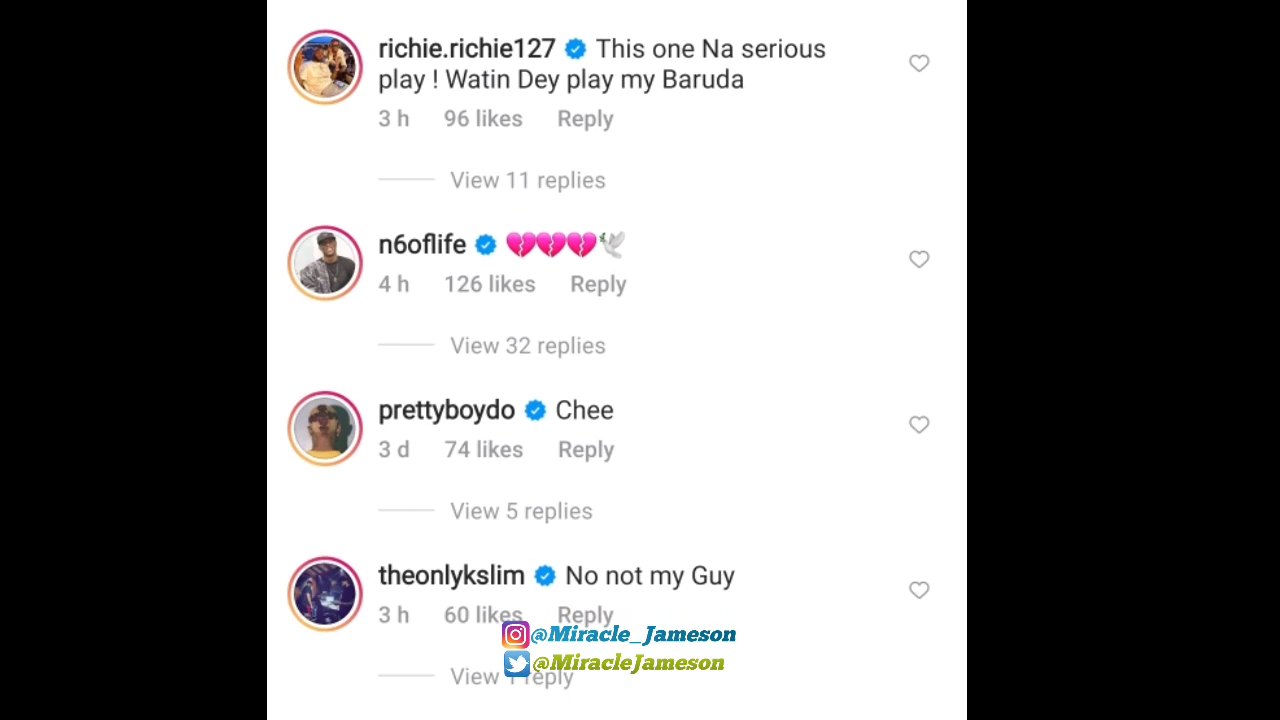 richie.richie127 This one Na serious
play ! Watin Dey play my Baruda
3 h 96 likes Reply
View 11 replies
n6oflife 💔💔💔🕊
4 h 126 likes Reply
View 32 replies
prettyboydo Chee
3 d 74 likes Reply
View 5 replies
theonlykslim No not my Guy
3 h 60 likes Reply
@Miracle_Jameson
@MiracleJameson
View 1 reply